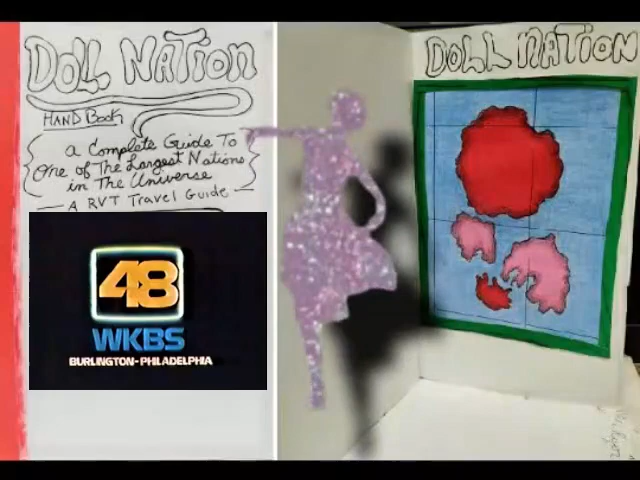 DOLL NATION
HAND Book
a Complete Guide To
One of The Largest Nations
in The Universe
A RVT Travel Guide
48
WKBS
BURLINGTON-PHILADELPHIA
DOLL NATION